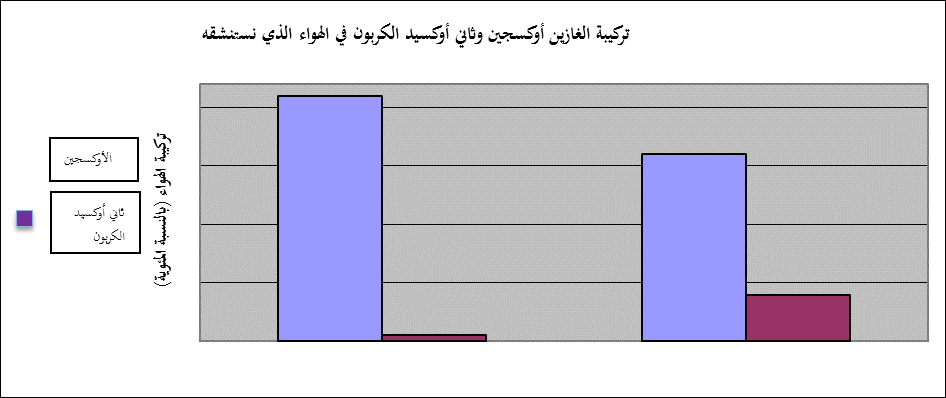 تركيبة الغازين أوكسجين وثاني أوكسيد الكربون في الهواء الذي نستنشقه
تركيبة الهواء (بالنسبة المئوية)
الأوكسجين
ثاني أوكسيد
الكربون